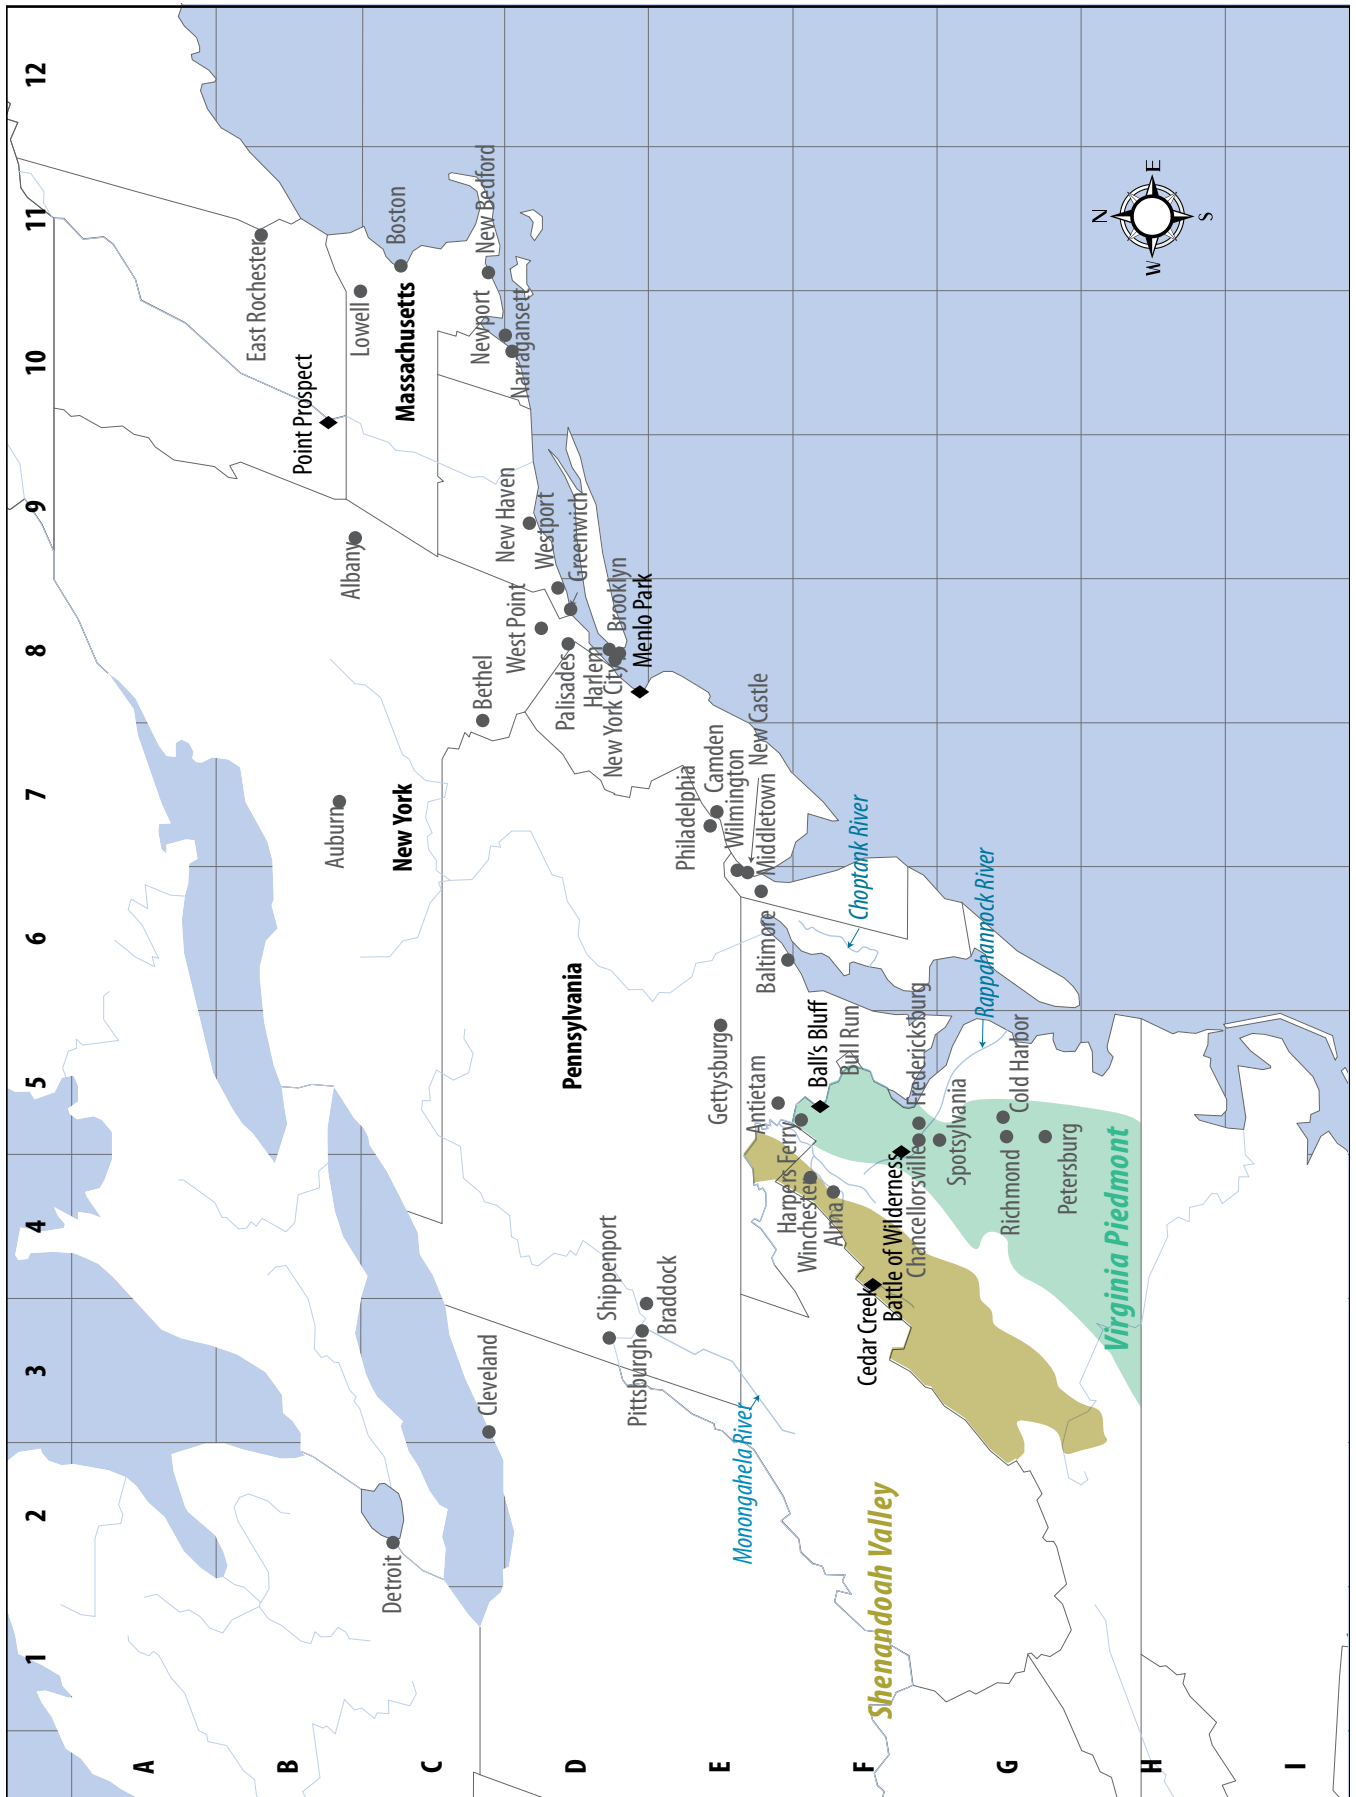 1
2
3
4
5
6
7
8
9
10
11
12
A
B
C
D
E
F
G
H
I
East Rochester
Point Prospect
Lowell
Boston
Massachusetts
Albany
Auburn
New York
New Bedford
Newport
Narragansett
Detroit
Cleveland
Bethel
West Point
New Haven
Westport
Greenwich
Palisades
Harlem
Brooklyn
New York City
Menlo Park
Pennsylvania
Shippenport
Pittsburgh
Braddock
Philadelphia
Camden
Wilmington
New Castle
Middletown
Gettysburg
Baltimore
Monongahela River
Antietam
Harpers Ferry
Ball's Bluff
Winchester
Bull Run
Alma
Choptank River
Cedar Creek
Battle of Wilderness
Shenandoah Valley
Chancellorsville
Fredericksburg
Spotsylvania
Rappahannock River
Richmond
Cold Harbor
Petersburg
Virginia Piedmont
N
W
E
S